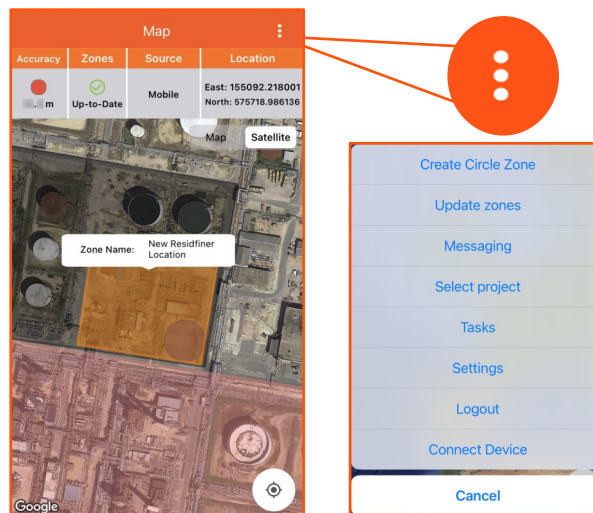 Map
Accuracy Zones Source Location
m Up-to-Date Mobile East: 155092.218001
North: 575718.986136
Map Satellite
Zone Name: New Residfiner
Location
Google
Create Circle Zone
Update zones
Messaging
Select project
Tasks
Settings
Logout
Connect Device
Cancel